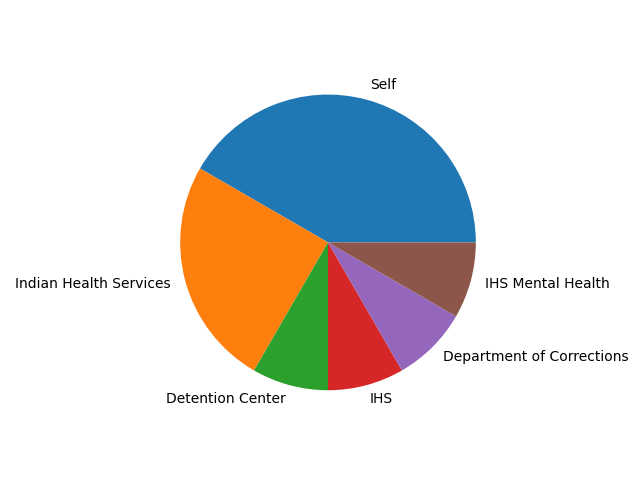 Self
Indian Health Services
IHS Mental Health
Department of Corrections
Detention Center
IHS